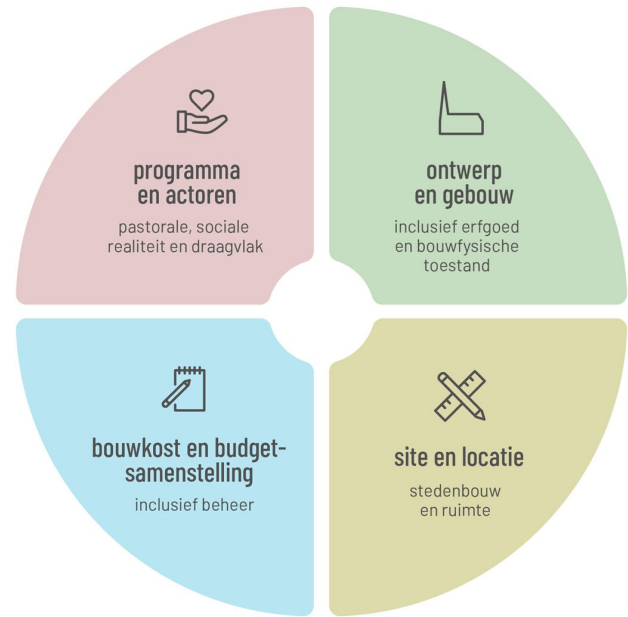 programma
en actoren
pastorale, sociale
realiteit en draagvlak
ontwerp
en gebouw
inclusief erfgoed
en bouwfysische
toestand
bouwkost en budget-
samenstelling
inclusief beheer
site en locatie
stedenbouw
en ruimte